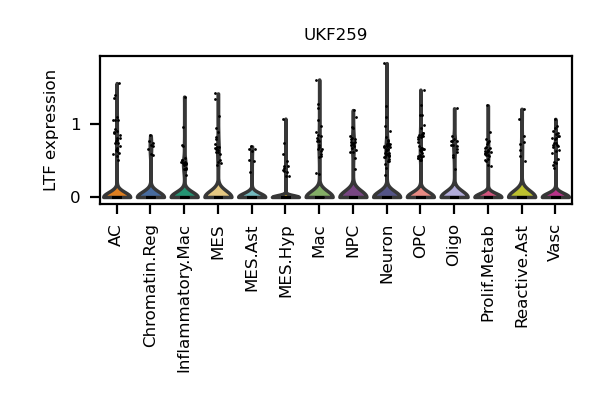 UKF259
LTF expression
1
0
AC
Chromatin.Reg
Inflammatory.Mac
MES
MES.Ast
MES.Hyp
Mac
NPC
Neuron
OPC
Oligo
Prolif.Metab
Reactive.Ast
Vasc